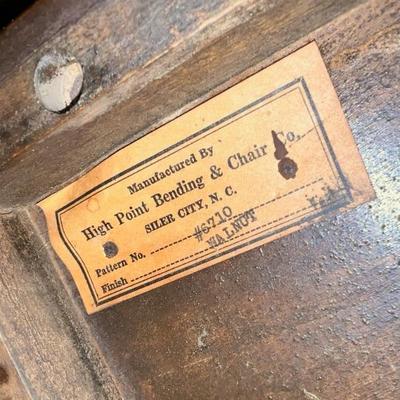 Manufactured By
High Point Bending & Chair Co.
SILER CITY, N. C.
Pattern No. #6710
Finish WALNUT